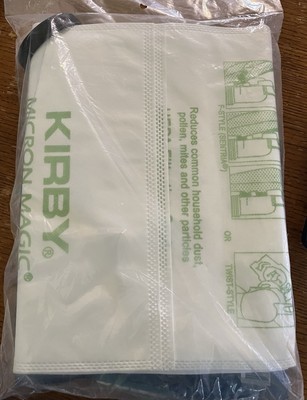 KIRBY®
MICRON MAGIC®
Reduces common household dust,
pollen, mites and other particles
OR
TWIST-STYLE